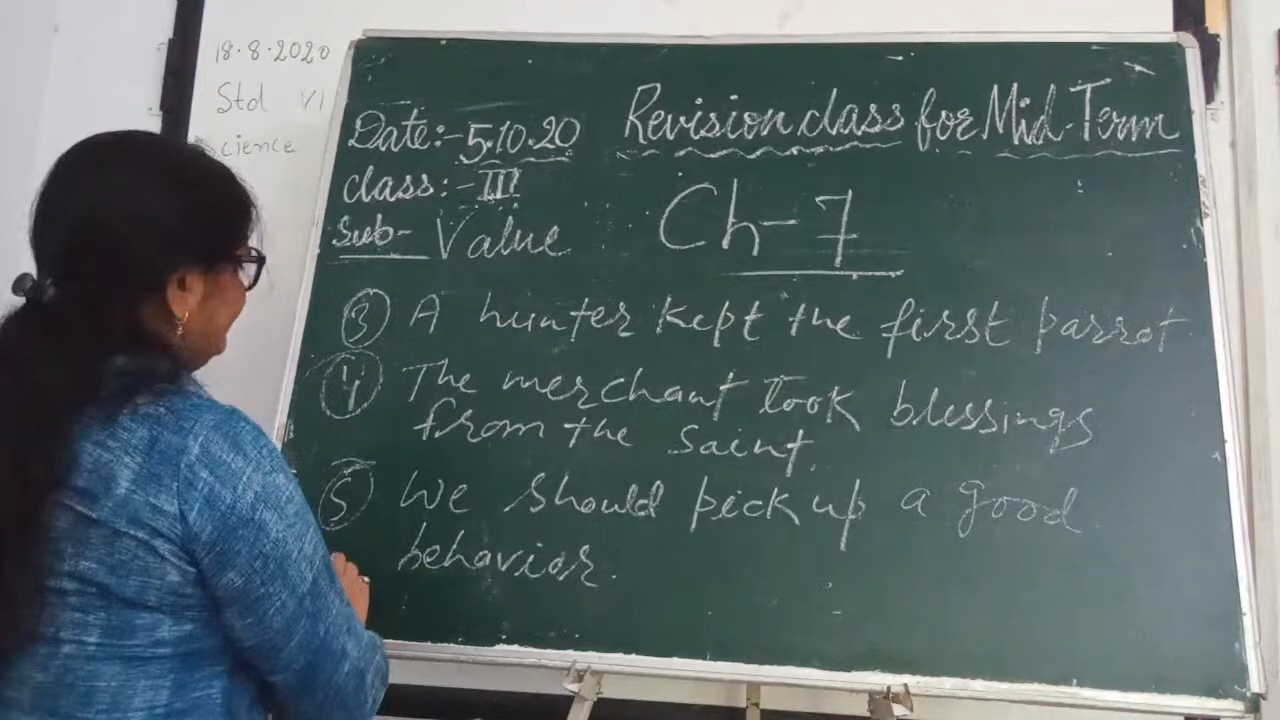 18.8.2020
Std VI
cience
Date:-5.10.20
Revision class for Mid-Term
class:-III
Sub- Value
Ch-7
③ A hunter kept the first parrot
④ The merchant took blessings
from the saint.
⑤ We should pick up a good
behavior.